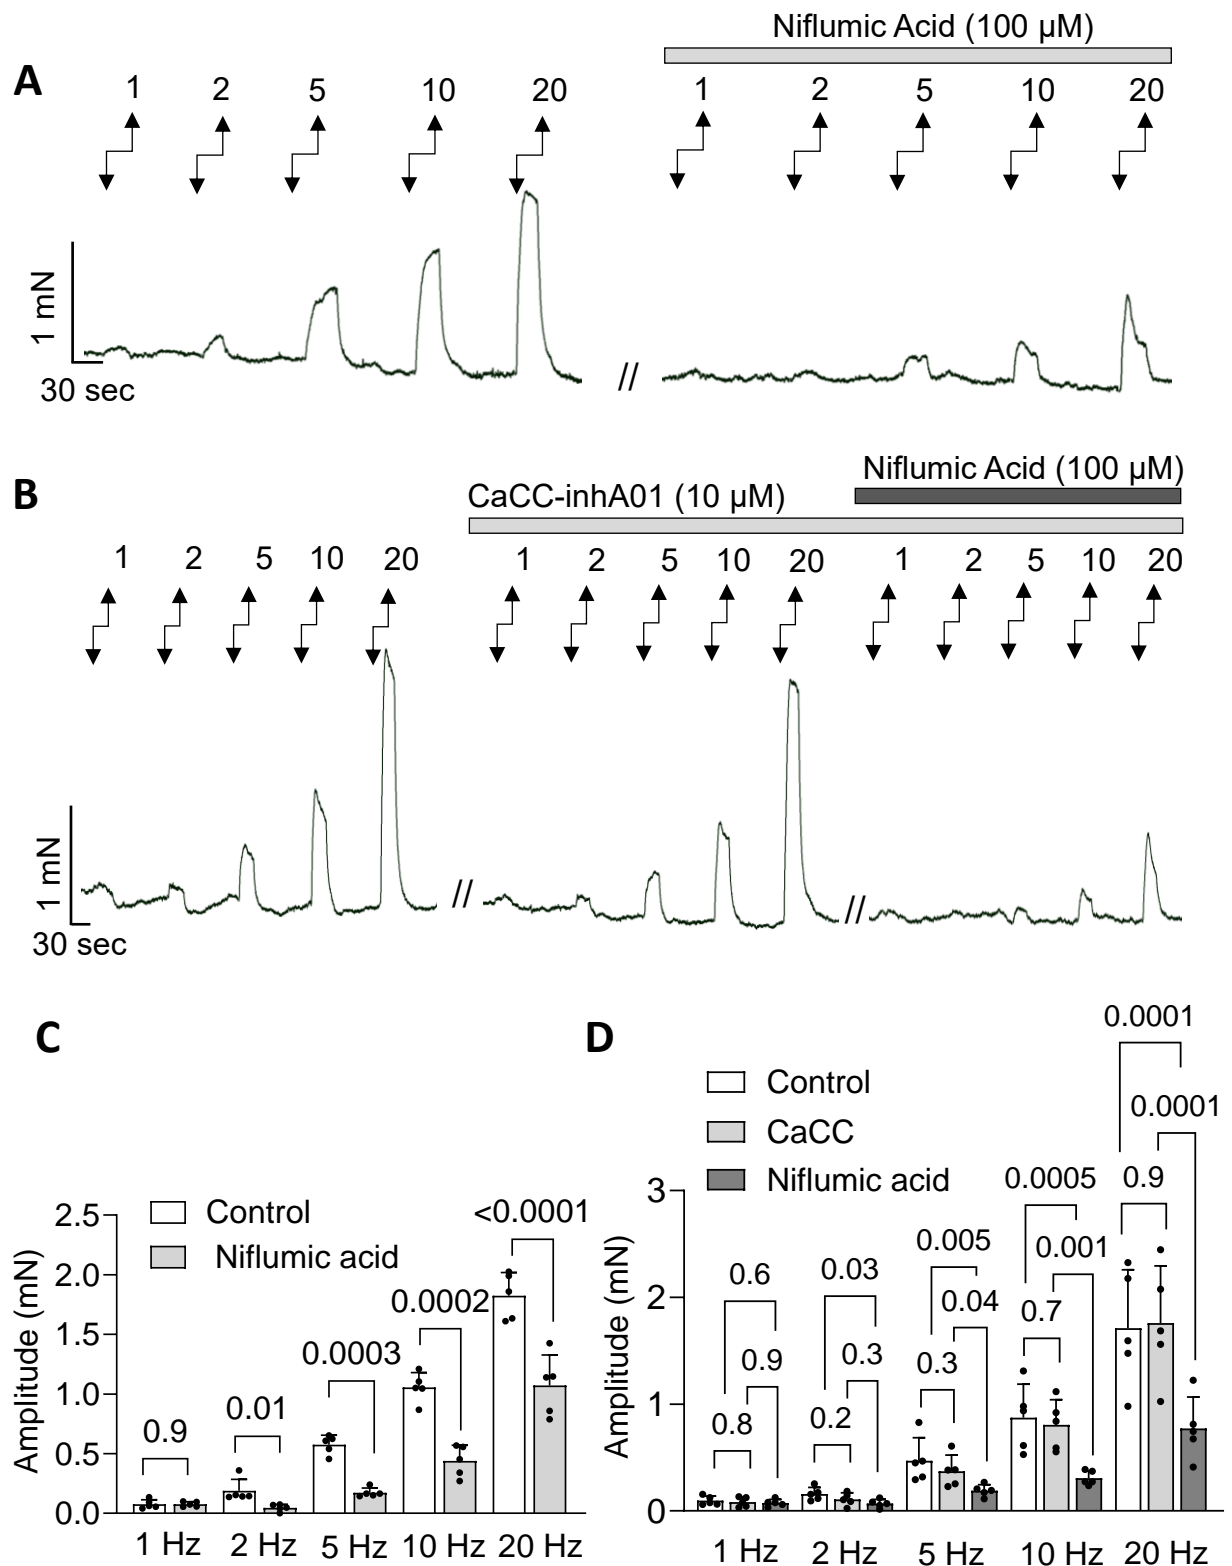 Niflumic Acid (100 µM)
A
1 2 5 10 20 1 2 5 10 20
1 mN
30 sec
//
Niflumic Acid (100 µM)
B
CaCC-inhA01 (10 µM)
1 2 5 10 20 1 2 5 10 20 1 2 5 10 20
1 mN
30 sec
// //
C
Control
Niflumic acid
Amplitude (mN)
2.5
2.0
1.5
1.0
0.5
0.0
0.9
0.01
0.0003
0.0002
<0.0001
1 Hz 2 Hz 5 Hz 10 Hz 20 Hz
D
Control
CaCC
Niflumic acid
Amplitude (mN)
3
2
1
0
0.6
0.9
0.8
0.03
0.3
0.2
0.005
0.04
0.3
0.0005
0.001
0.7
0.0001
0.0001
0.9
1 Hz 2 Hz 5 Hz 10 Hz 20 Hz